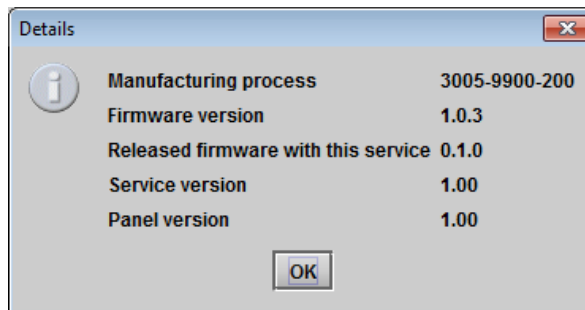 Details
Manufacturing process 3005-9900-200
Firmware version 1.0.3
Released firmware with this service 0.1.0
Service version 1.00
Panel version 1.00
OK